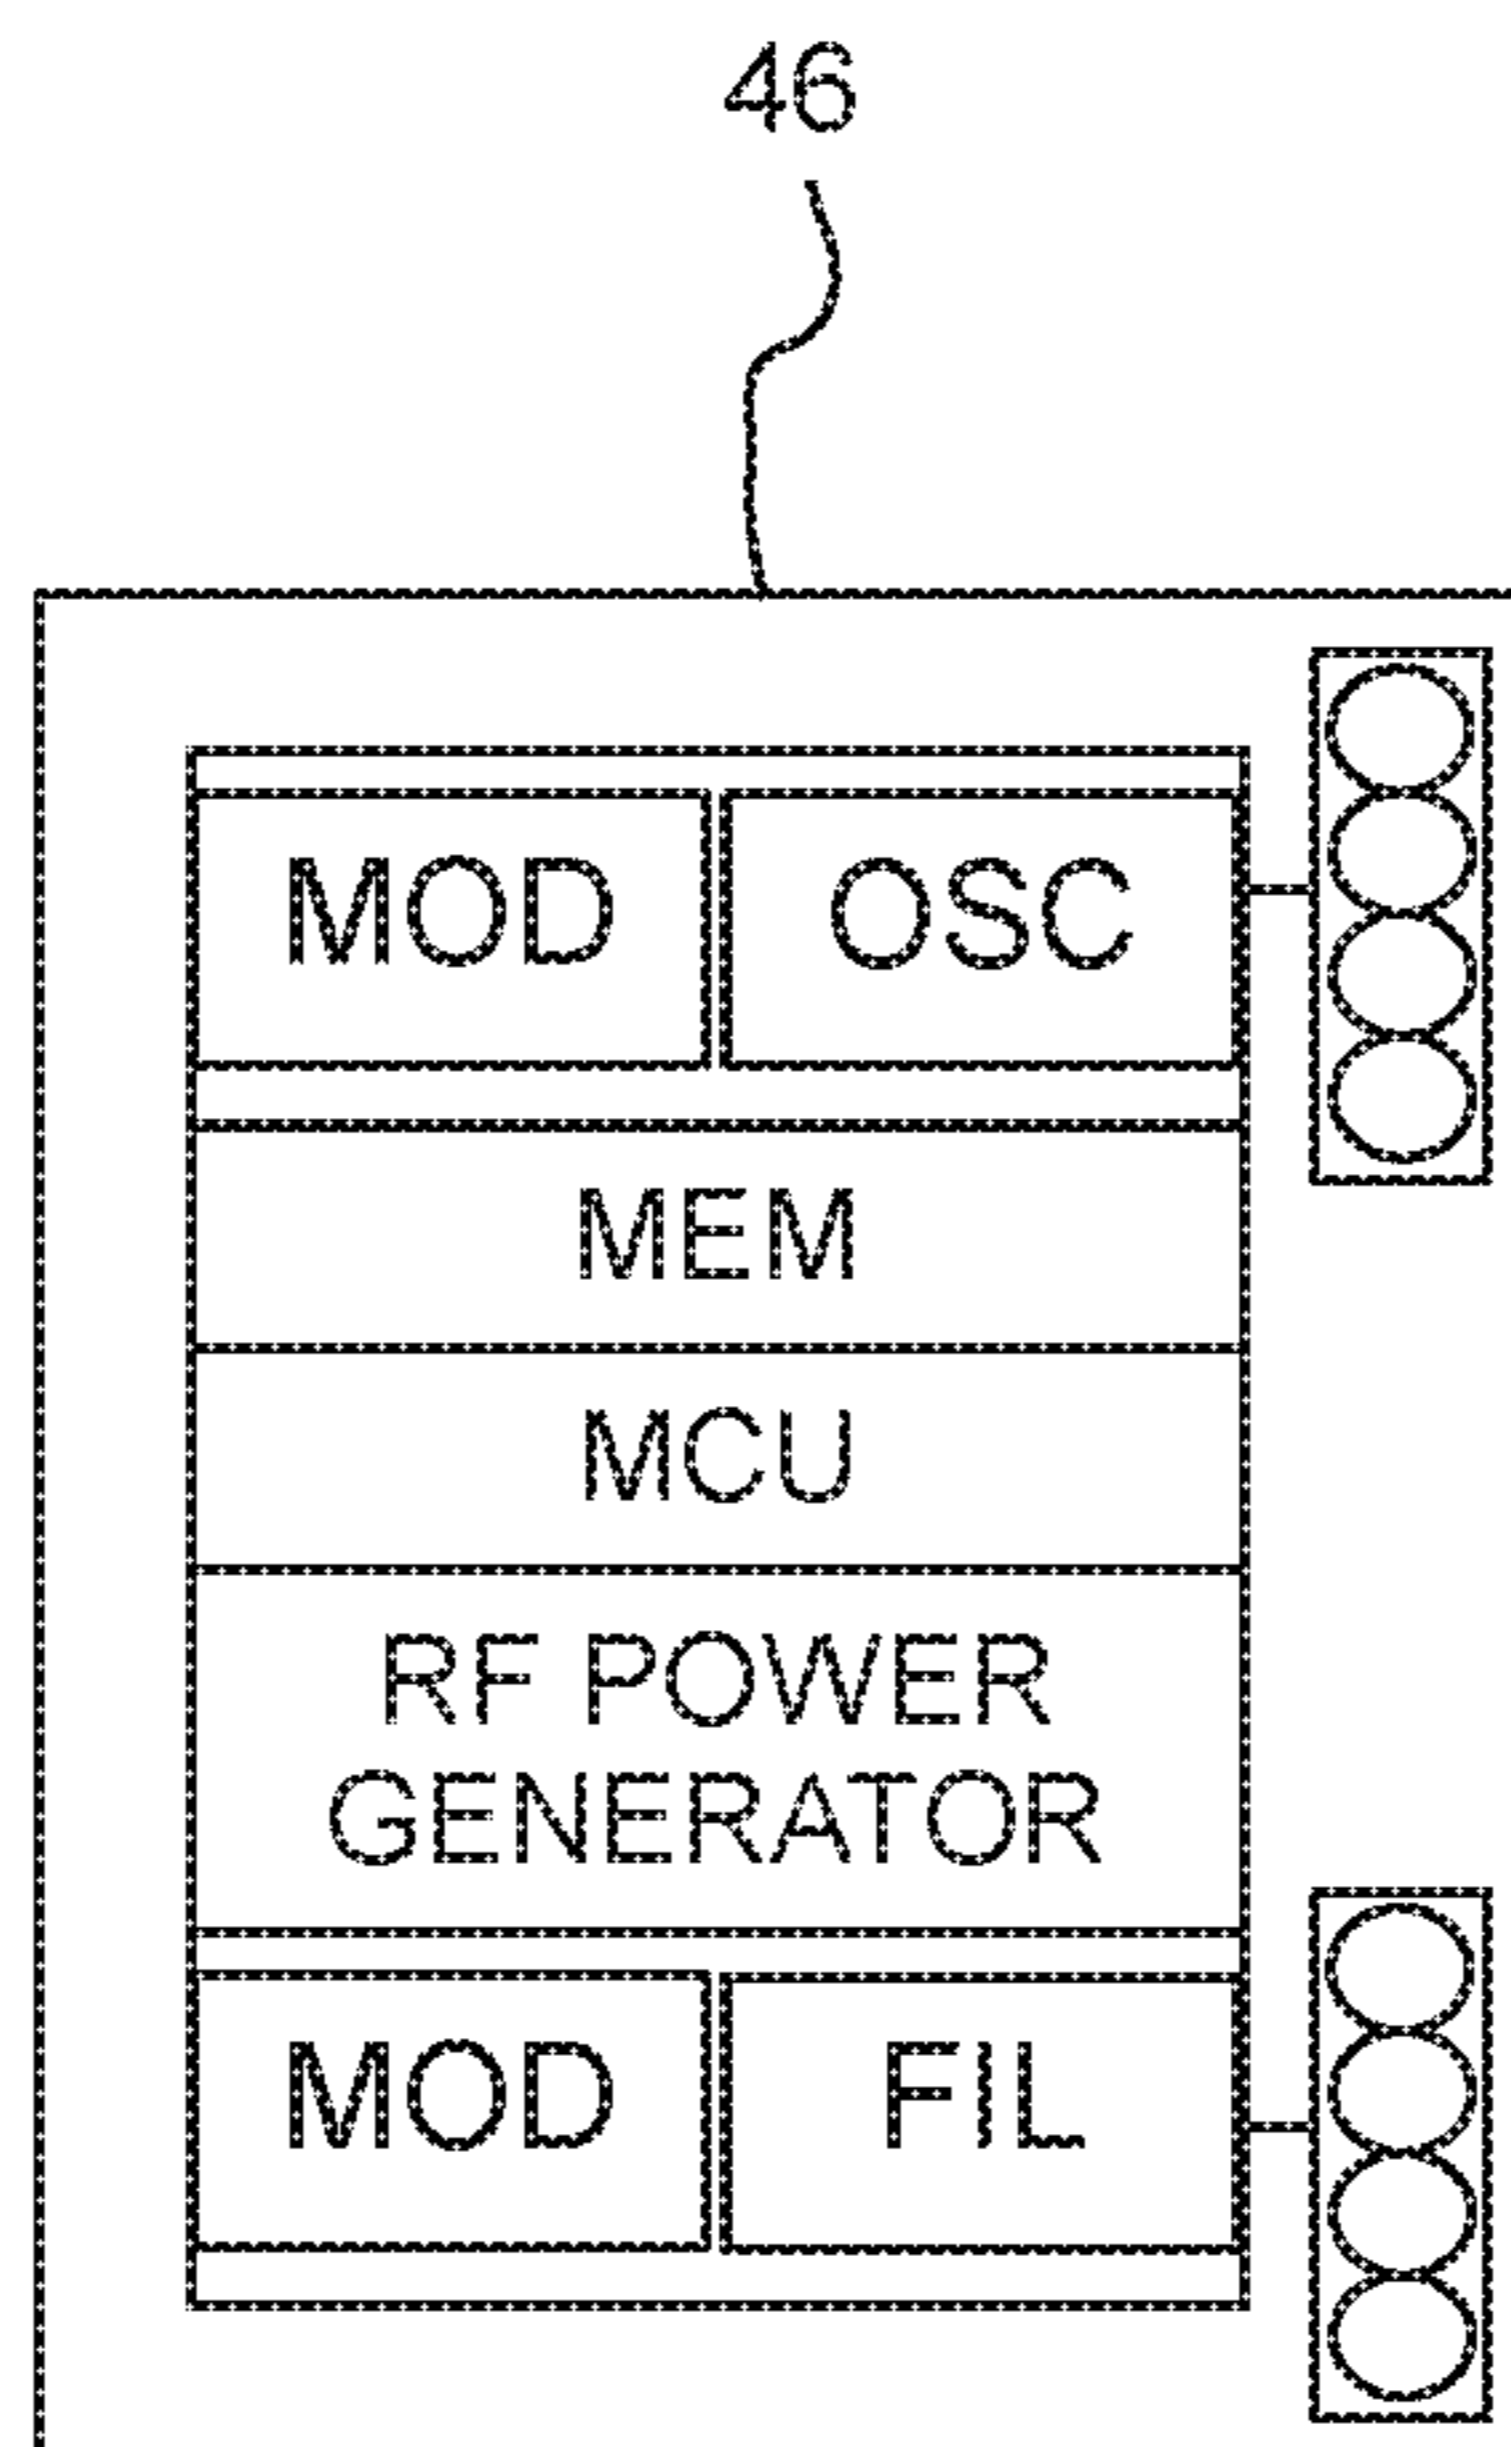 46
MOD OSC
MEM
MCU
RF POWER
GENERATOR
MOD FIL